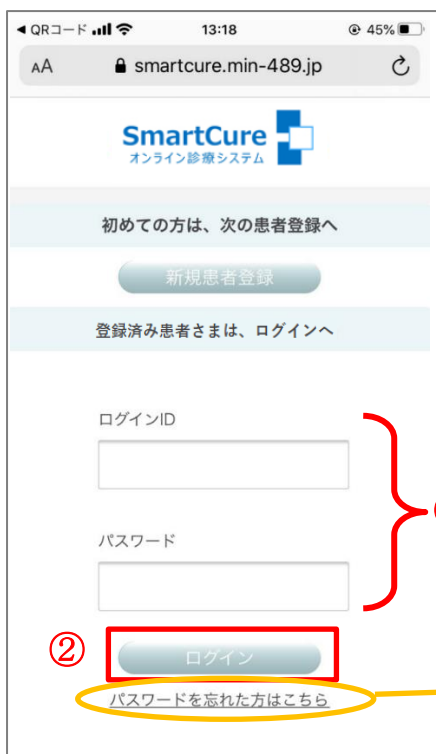 ◀ QRコード 13:18 45%
AA smartcure.min-489.jp
SmartCure
オンライン診療システム
初めての方は、次の患者登録へ
新規患者登録
登録済み患者さまは、ログインへ
ログインID
パスワード
② ログイン
パスワードを忘れた方はこちら